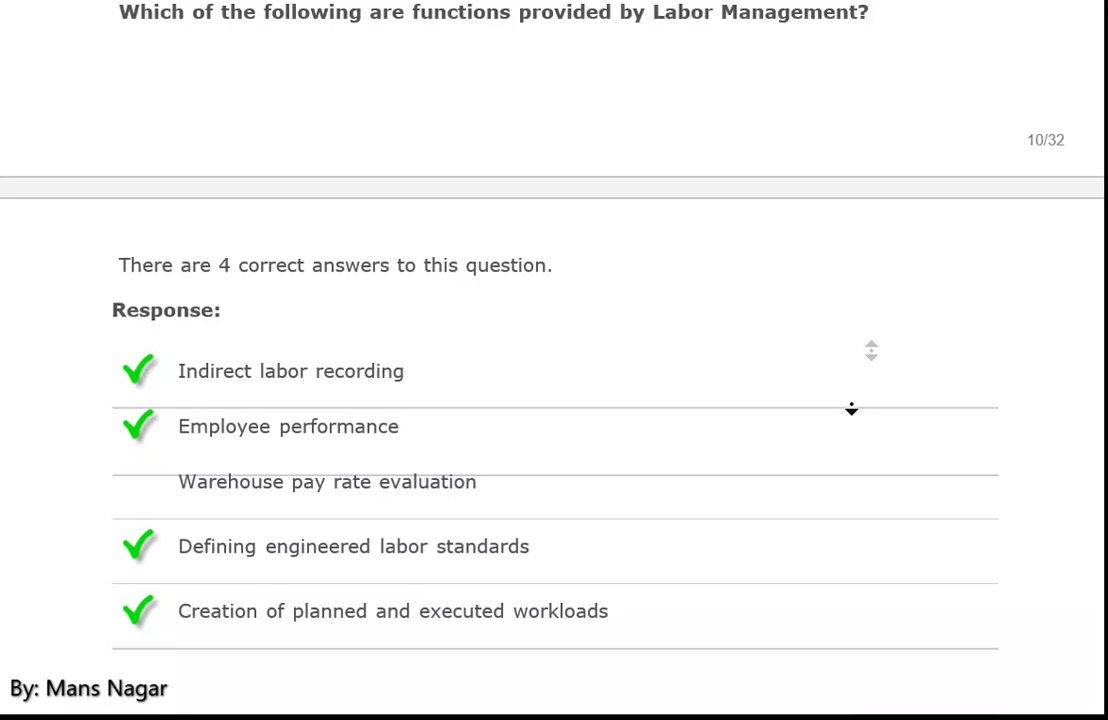 Which of the following are functions provided by Labor Management?
10/32
There are 4 correct answers to this question.
Response:
Indirect labor recording
Employee performance
Warehouse pay rate evaluation
Defining engineered labor standards
Creation of planned and executed workloads
By: Mans Nagar